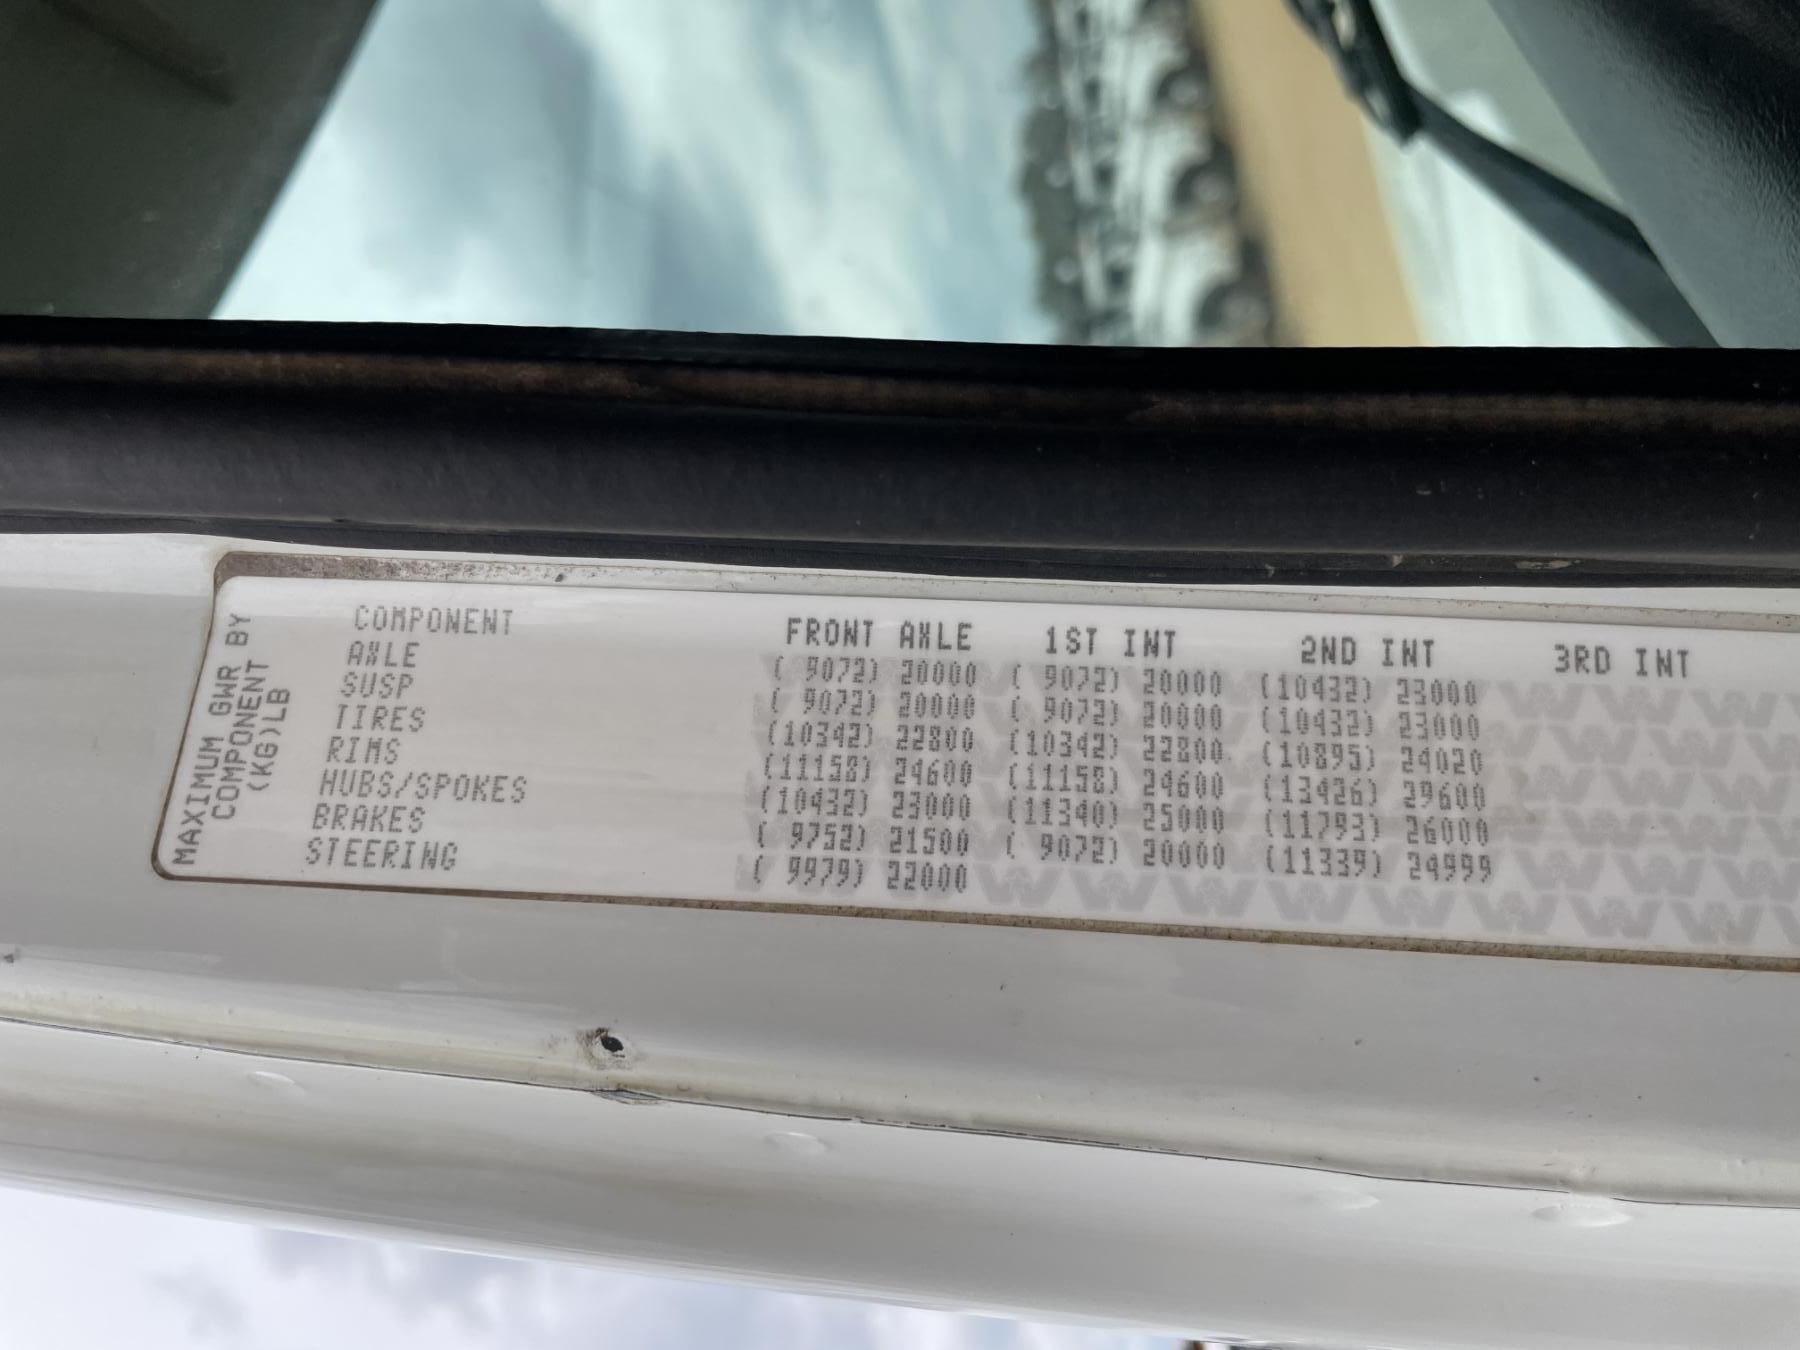 MAXIMUM GWR BY
COMPONENT
(KG)LB
COMPONENT FRONT AXLE 1ST INT 2ND INT 3RD INT
AXLE ( 9072) 20000 ( 9072) 20000 (10432) 23000
SUSP ( 9072) 20000 ( 9072) 20000 (10432) 23000
TIRES (10342) 22800 (10342) 22800 (10895) 24020
RIMS (11158) 24600 (11158) 24600 (13426) 29600
HUBS/SPOKES (10432) 23000 (11340) 25000 (11793) 26000
BRAKES ( 9752) 21500 ( 9072) 20000 (11339) 24999
STEERING ( 9979) 22000